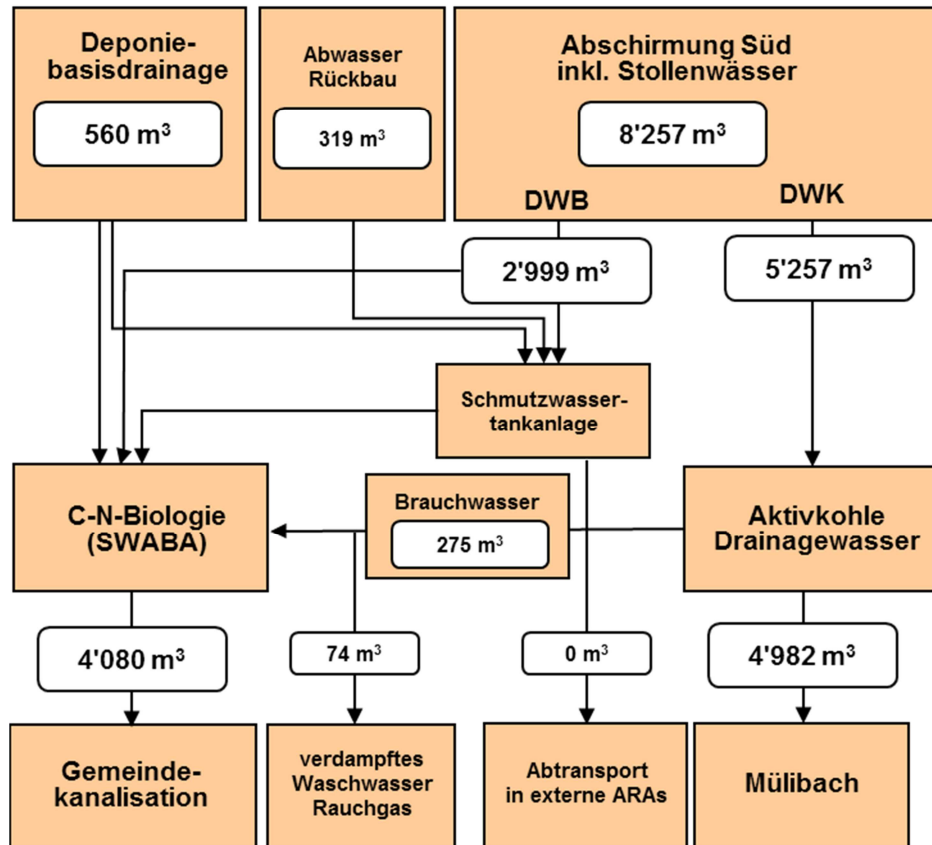 Deponie-
basisdrainage
560 m³
Abwasser
Rückbau
319 m³
Abschirmung Süd
inkl. Stollenwässer
8'257 m³
DWB
DWK
2'999 m³
5'257 m³
Schmutzwasser-
tankanlage
C-N-Biologie
(SWABA)
Brauchwasser
275 m³
Aktivkohle
Drainagewasser
4'080 m³
74 m³
0 m³
4'982 m³
Gemeinde-
kanalisation
verdampftes
Waschwasser
Rauchgas
Abtransport
in externe ARAs
Mülibach